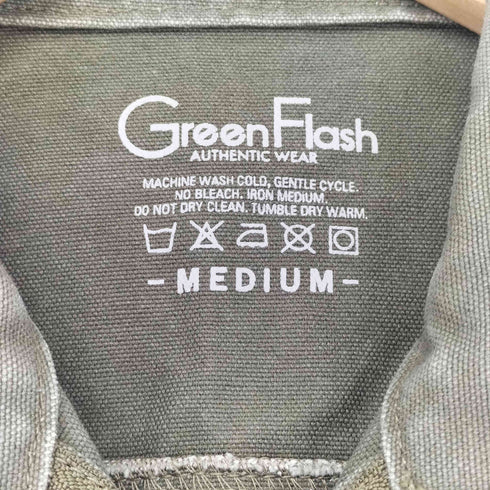 GreenFlash
AUTHENTIC WEAR
MACHINE WASH COLD, GENTLE CYCLE.
NO BLEACH. IRON MEDIUM.
DO NOT DRY CLEAN. TUMBLE DRY WARM.
-MEDIUM-